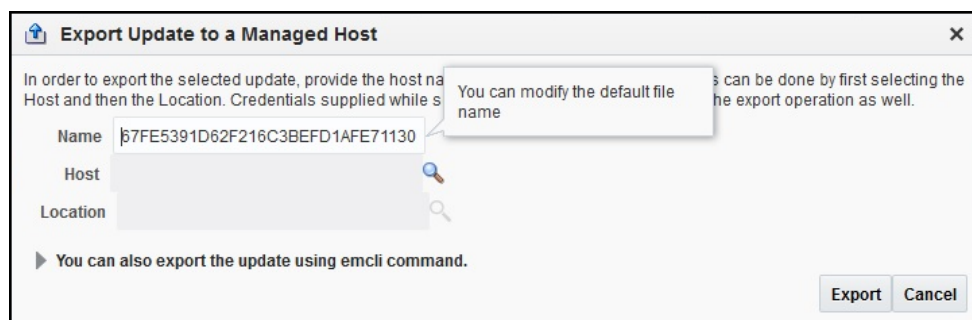 Export Update to a Managed Host
In order to export the selected update, provide the host na
s can be done by first selecting the
Host and then the Location. Credentials supplied while s
he export operation as well.
You can modify the default file
name
Name 67FE5391D62F216C3BEFD1AFE71130
Host
Location
You can also export the update using emcli command.
Export Cancel